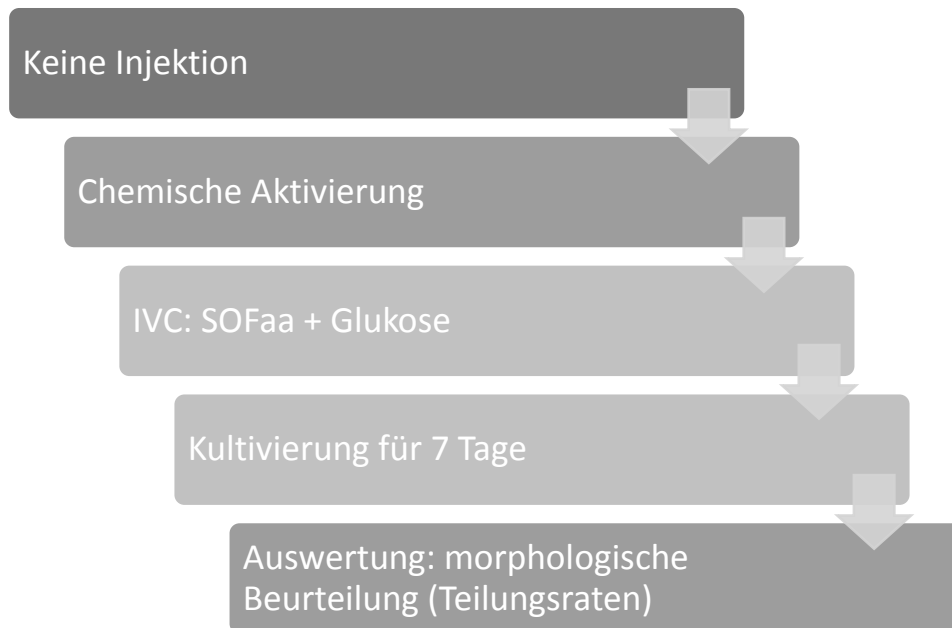 Keine Injektion
Chemische Aktivierung
IVC: SOFaa + Glukose
Kultivierung für 7 Tage
Auswertung: morphologische
Beurteilung (Teilungsraten)